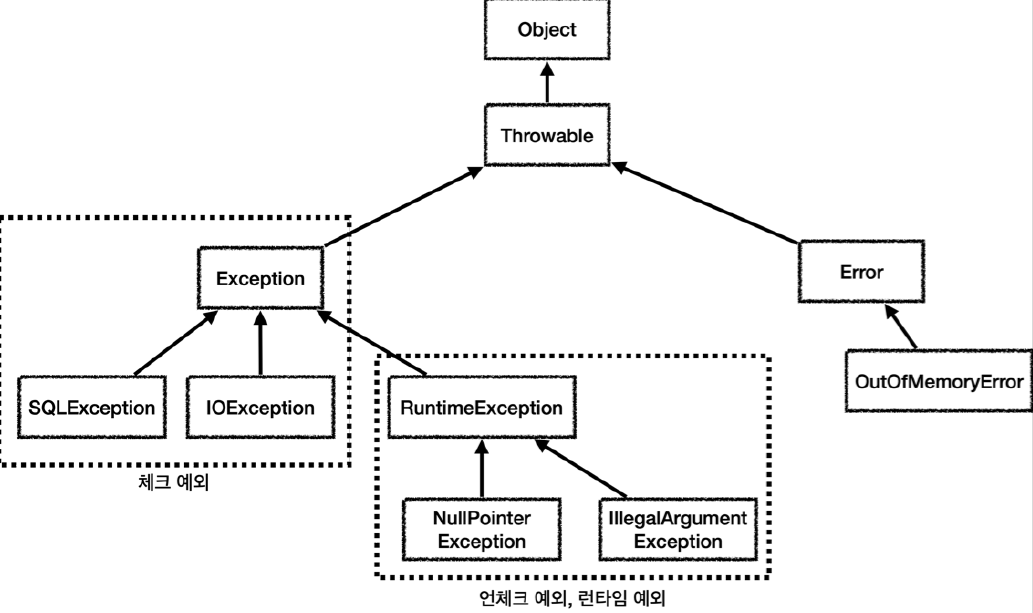 Object
Throwable
Exception
Error
SQLException
IOException
RuntimeException
OutOfMemoryError
체크 예외
NullPointer
Exception
IllegalArgument
Exception
언체크 예외, 런타임 예외